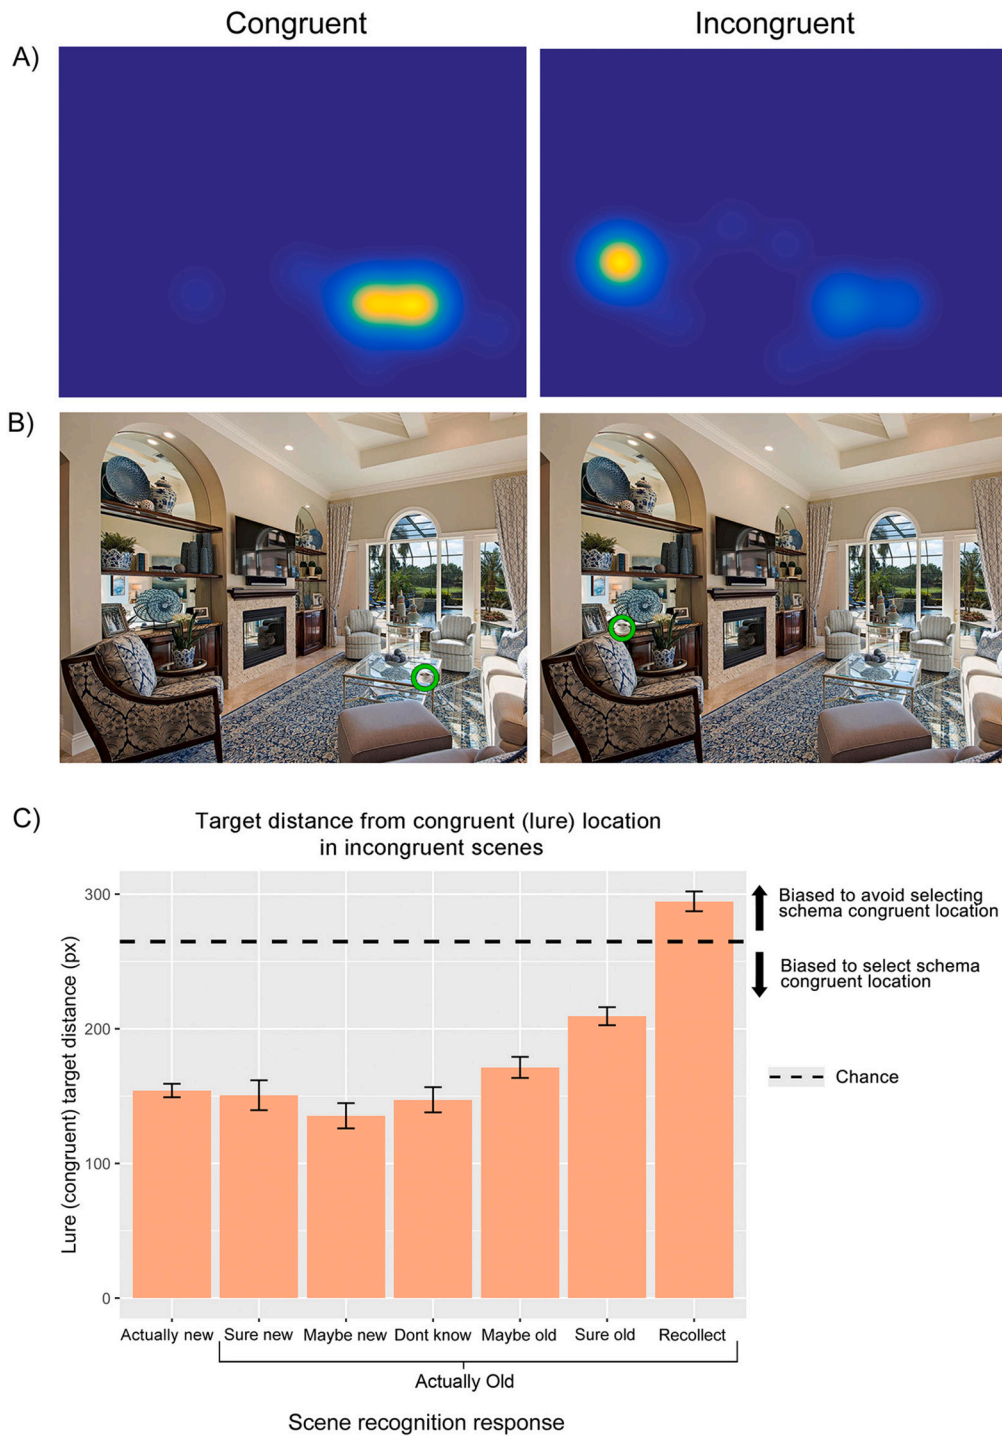 Congruent
Incongruent
A)
B)
C)
Target distance from congruent (lure) location
in incongruent scenes
Lure (congruent) target distance (px)
300
200
100
0
Biased to avoid selecting
schema congruent location
Biased to select schema
congruent location
Chance
Actually new
Sure new
Maybe new
Dont know
Maybe old
Sure old
Recollect
Actually Old
Scene recognition response